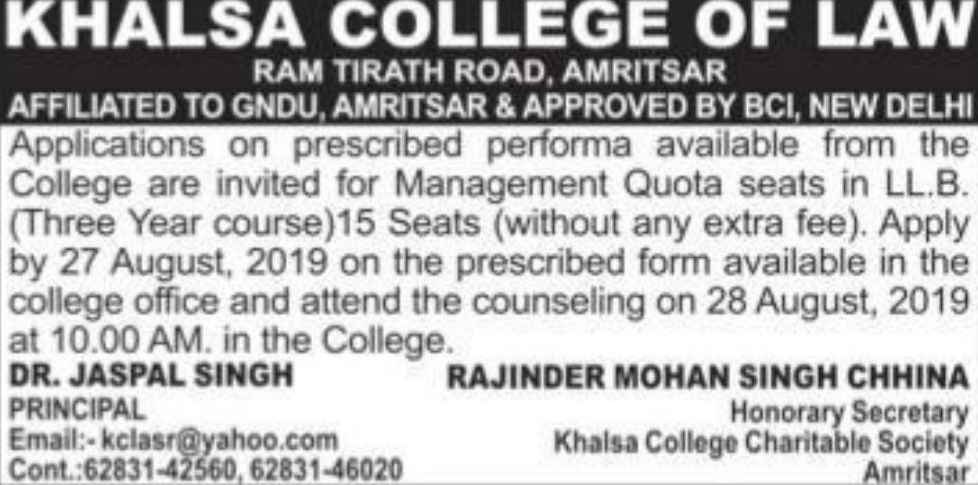 KHALSA COLLEGE OF LAW
RAM TIRATH ROAD, AMRITSAR
AFFILIATED TO GNDU, AMRITSAR & APPROVED BY BCI, NEW DELHI
Applications on prescribed performa available from the
College are invited for Management Quota seats in LL.B.
(Three Year course)15 Seats (without any extra fee). Apply
by 27 August, 2019 on the prescribed form available in the
college office and attend the counseling on 28 August, 2019
at 10.00 AM. in the College.
DR. JASPAL SINGH
PRINCIPAL
Email:- kclasr@yahoo.com
Cont.:62831-42560, 62831-46020
RAJINDER MOHAN SINGH CHHINA
Honorary Secretary
Khalsa College Charitable Society
Amritsar